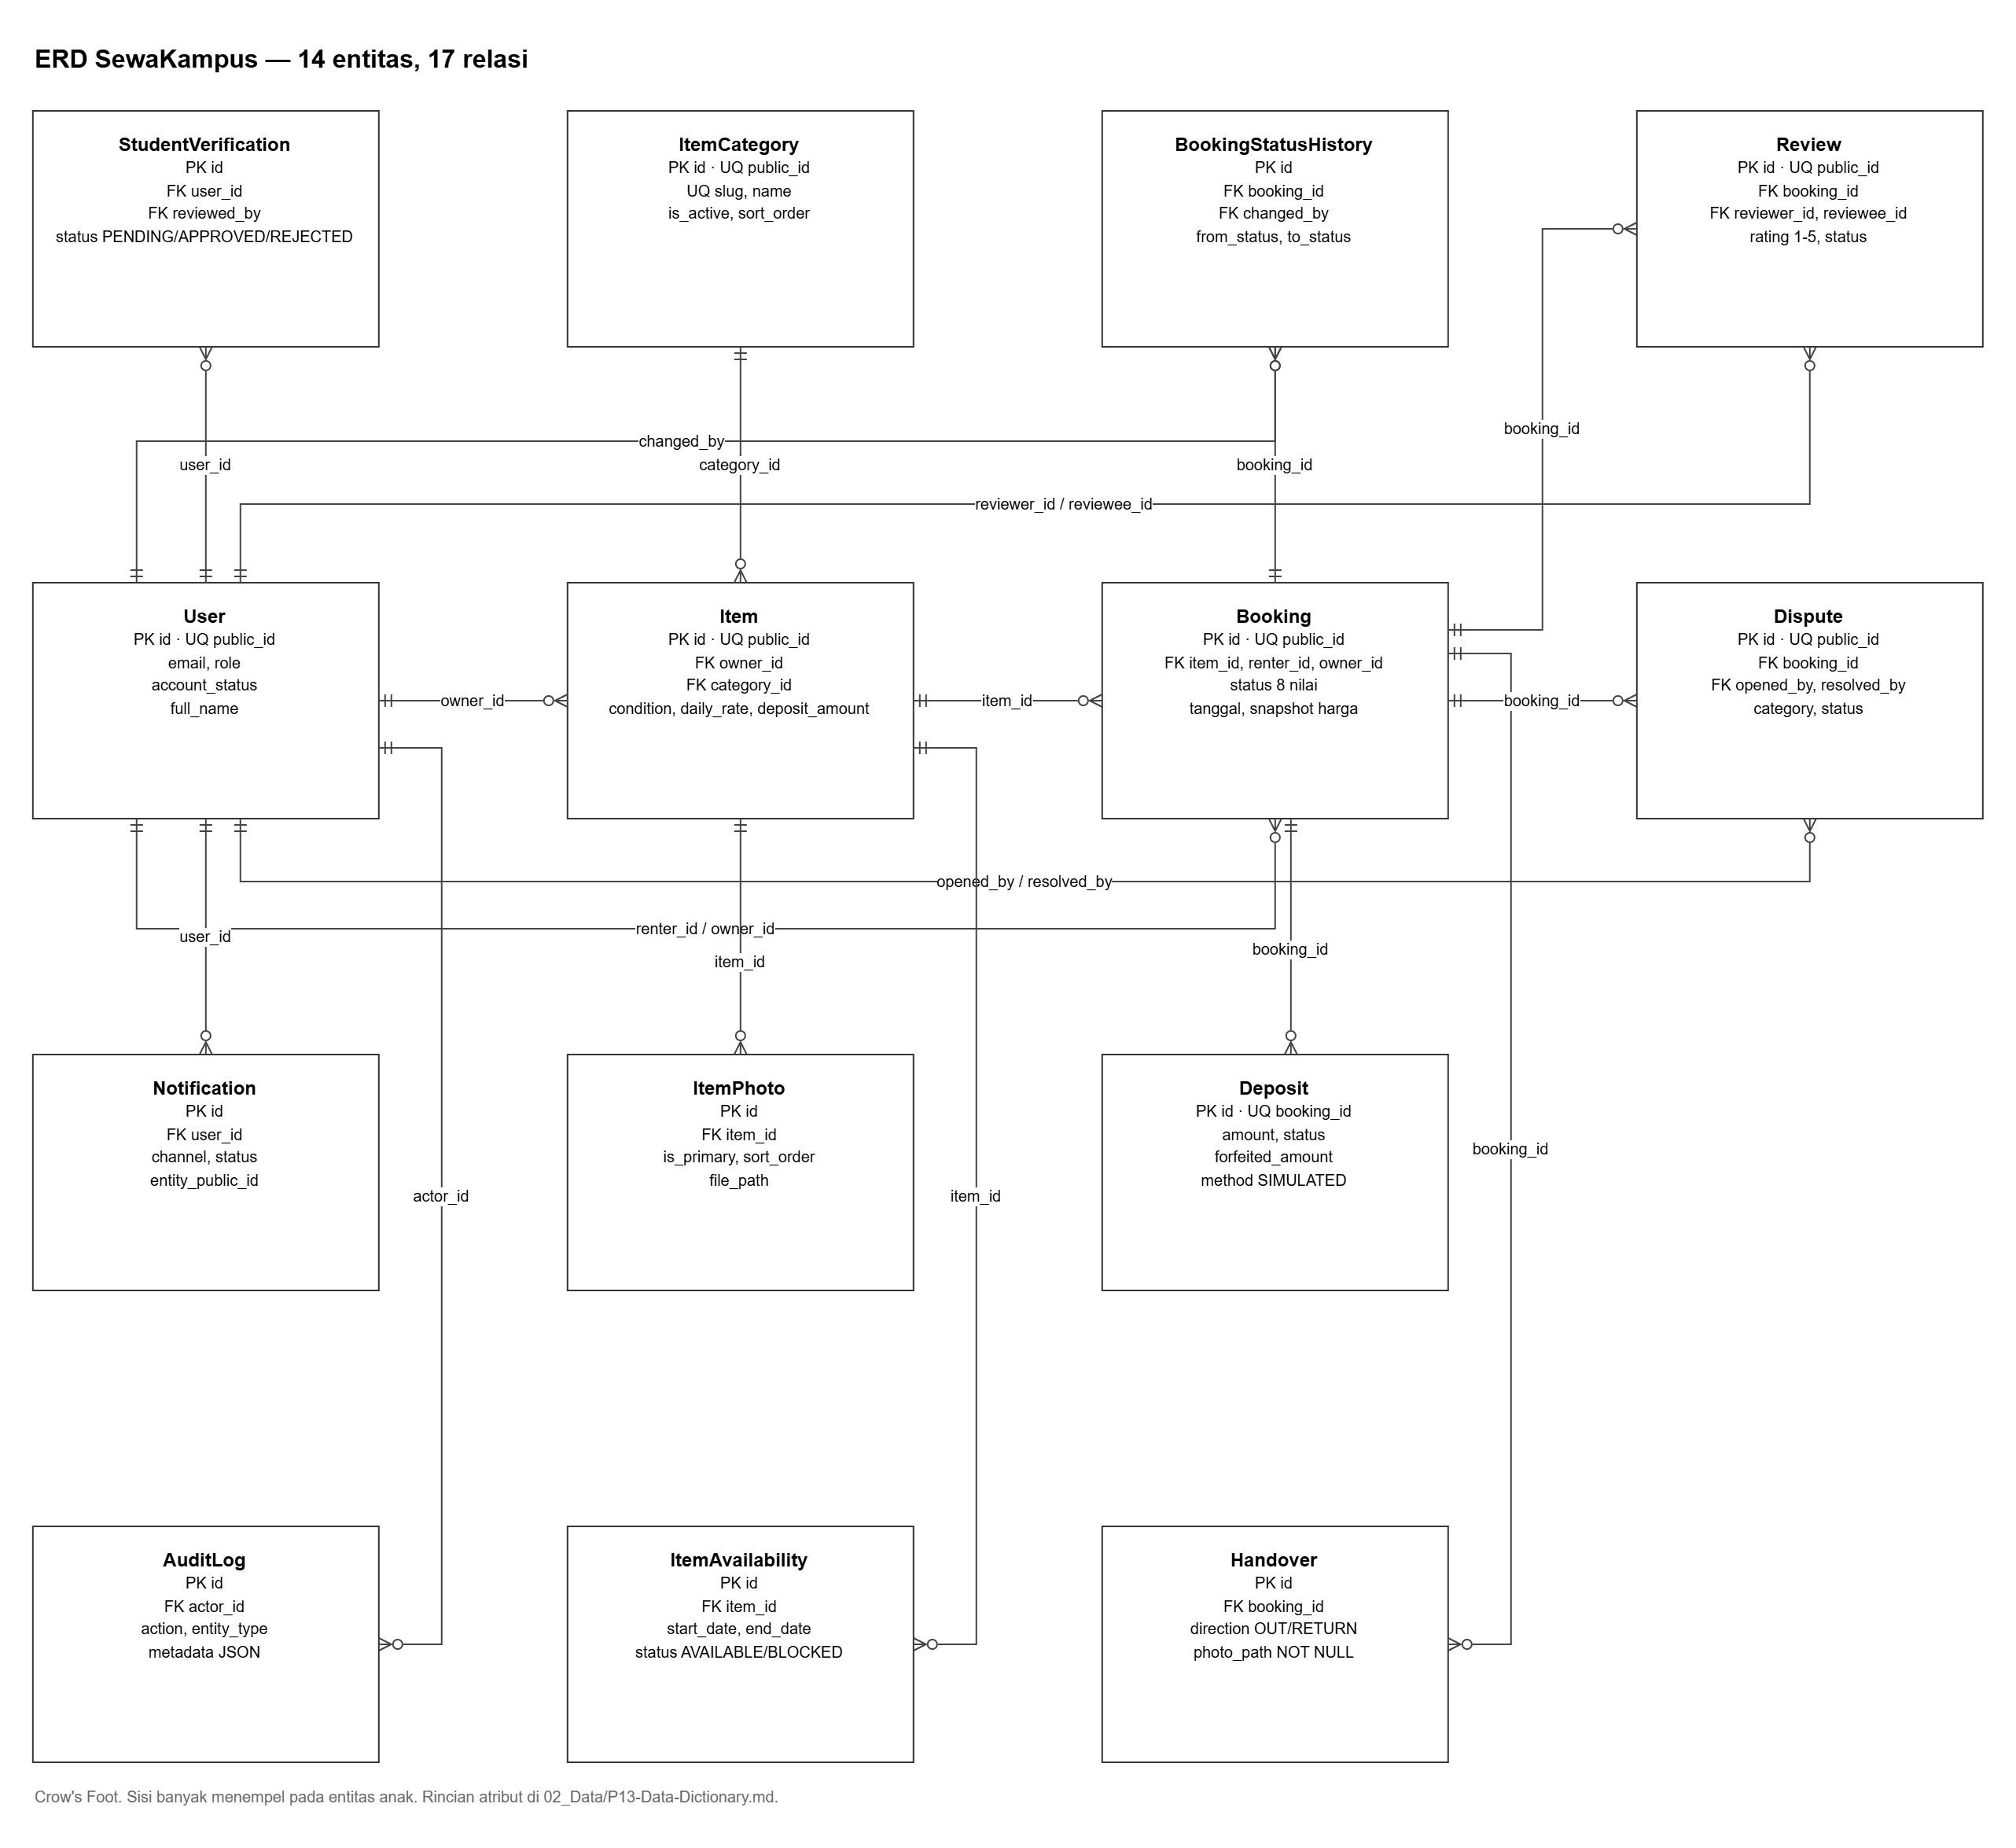 ERD SewaKampus — 14 entitas, 17 relasi
StudentVerification
PK id
FK user_id
FK reviewed_by
status PENDING/APPROVED/REJECTED
ItemCategory
PK id · UQ public_id
UQ slug, name
is_active, sort_order
BookingStatusHistory
PK id
FK booking_id
FK changed_by
from_status, to_status
Review
PK id · UQ public_id
FK booking_id
FK reviewer_id, reviewee_id
rating 1-5, status
booking_id
changed_by
user_id
category_id
booking_id
reviewer_id / reviewee_id
User
PK id · UQ public_id
email, role
account_status
full_name
owner_id
Item
PK id · UQ public_id
FK owner_id
FK category_id
condition, daily_rate, deposit_amount
item_id
Booking
PK id · UQ public_id
FK item_id, renter_id, owner_id
status 8 nilai
tanggal, snapshot harga
booking_id
Dispute
PK id · UQ public_id
FK booking_id
FK opened_by, resolved_by
category, status
opened_by / resolved_by
renter_id / owner_id
user_id
item_id
booking_id
Notification
PK id
FK user_id
channel, status
entity_public_id
ItemPhoto
PK id
FK item_id
is_primary, sort_order
file_path
Deposit
PK id · UQ booking_id
amount, status
forfeited_amount
method SIMULATED
booking_id
actor_id
item_id
AuditLog
PK id
FK actor_id
action, entity_type
metadata JSON
ItemAvailability
PK id
FK item_id
start_date, end_date
status AVAILABLE/BLOCKED
Handover
PK id
FK booking_id
direction OUT/RETURN
photo_path NOT NULL
Crow's Foot. Sisi banyak menempel pada entitas anak. Rincian atribut di 02_Data/P13-Data-Dictionary.md.